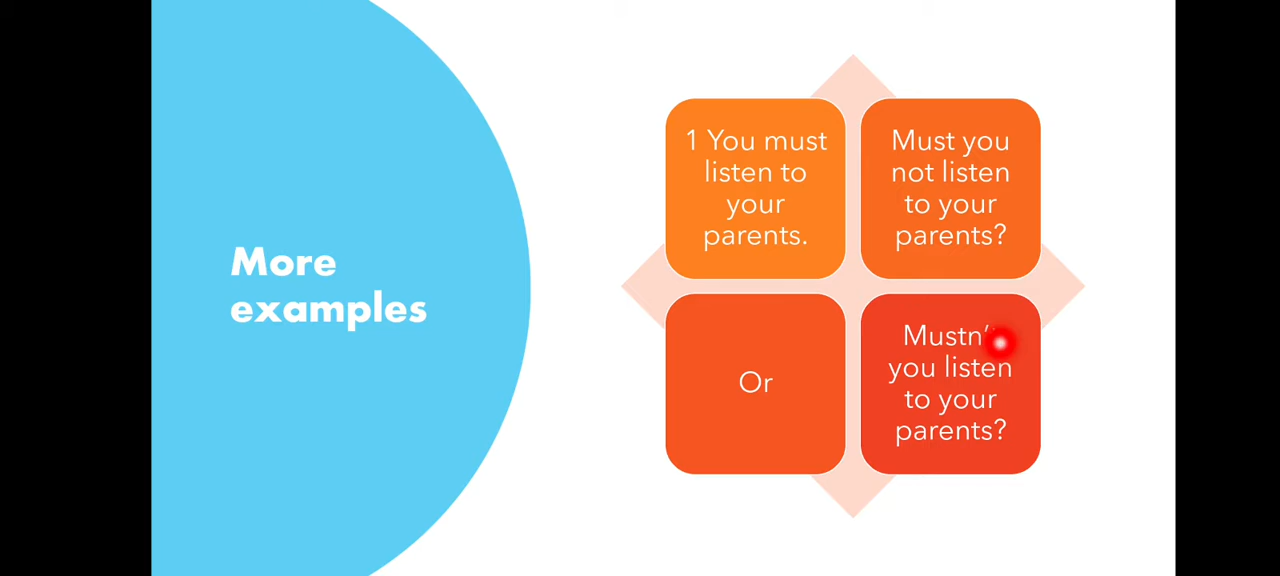 More
examples
1 You must
listen to
your
parents.
Must you
not listen
to your
parents?
Or
you listen
to your
parents?